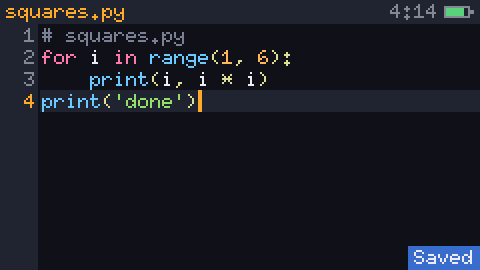 squares.py 4:14
1 # squares.py
2 for i in range(1, 6):
3     print(i, i * i)
4 print('done')
Saved